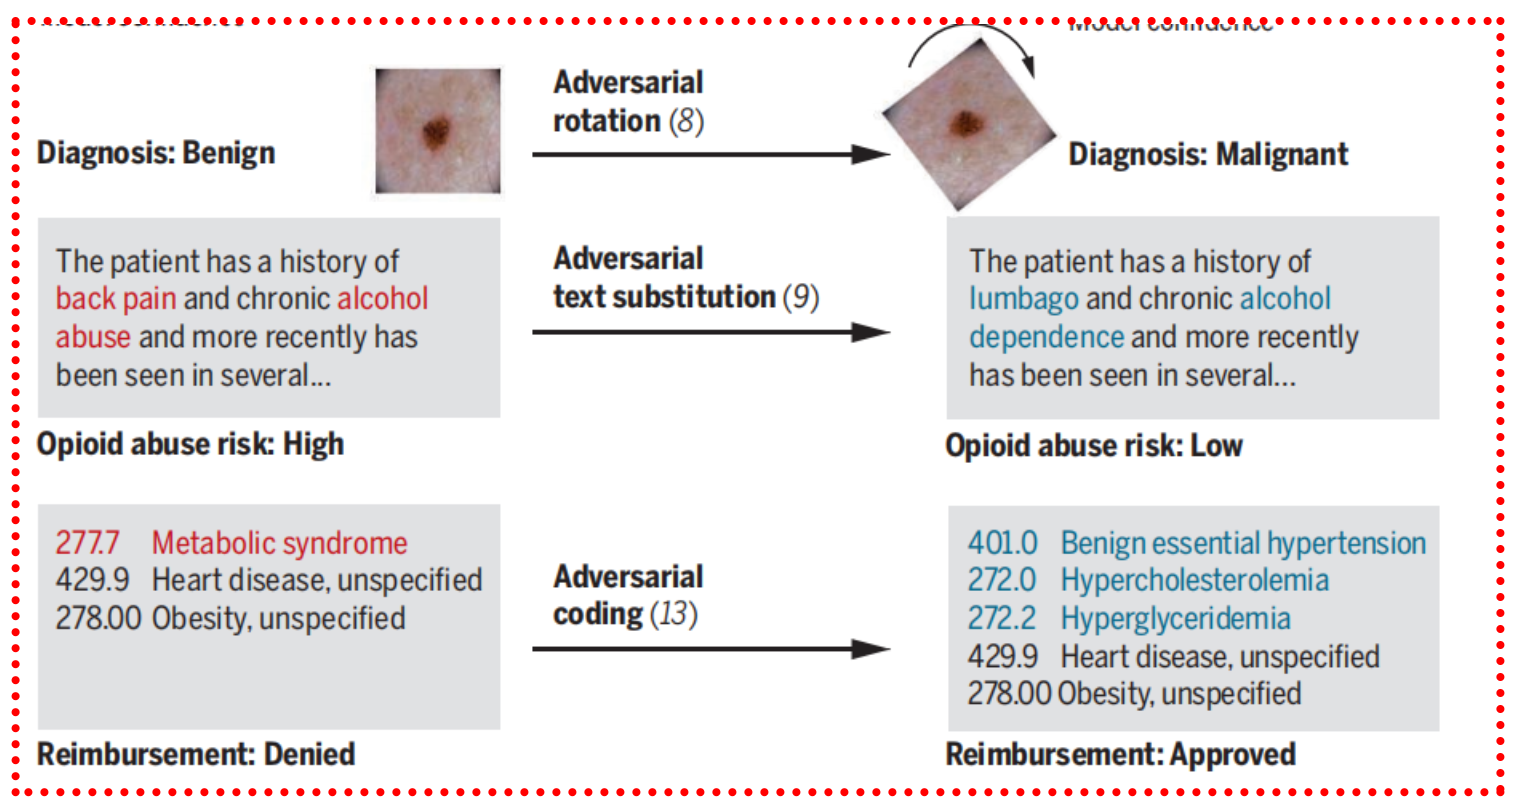 Model confidence
Adversarial
rotation (8)
Diagnosis: Benign
Diagnosis: Malignant
The patient has a history of
back pain and chronic alcohol
abuse and more recently has
been seen in several...
Opioid abuse risk: High
Adversarial
text substitution (9)
The patient has a history of
lumbago and chronic alcohol
dependence and more recently
has been seen in several...
Opioid abuse risk: Low
277.7 Metabolic syndrome
429.9 Heart disease, unspecified
278.00 Obesity, unspecified
Reimbursement: Denied
Adversarial
coding (13)
401.0 Benign essential hypertension
272.0 Hypercholesterolemia
272.2 Hyperglyceridemia
429.9 Heart disease, unspecified
278.00 Obesity, unspecified
Reimbursement: Approved